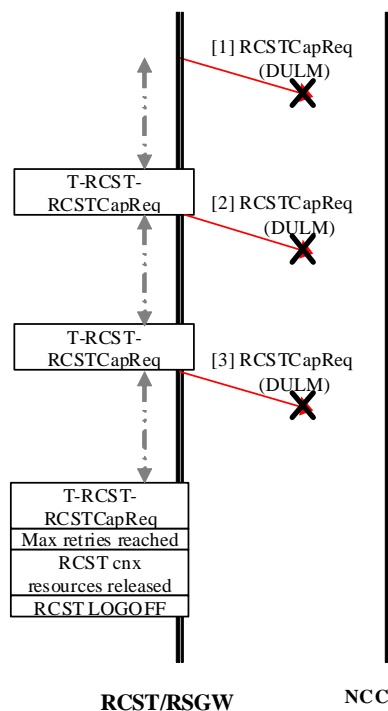 [1] RCSTCapReq
(DULM)
T-RCST-
RCSTCapReq
[2] RCSTCapReq
(DULM)
T-RCST-
RCSTCapReq
[3] RCSTCapReq
(DULM)
T-RCST-
RCSTCapReq
Max retries reached
RCST cnx
resources released
RCST LOGOFF
RCST/RSGW
NCC